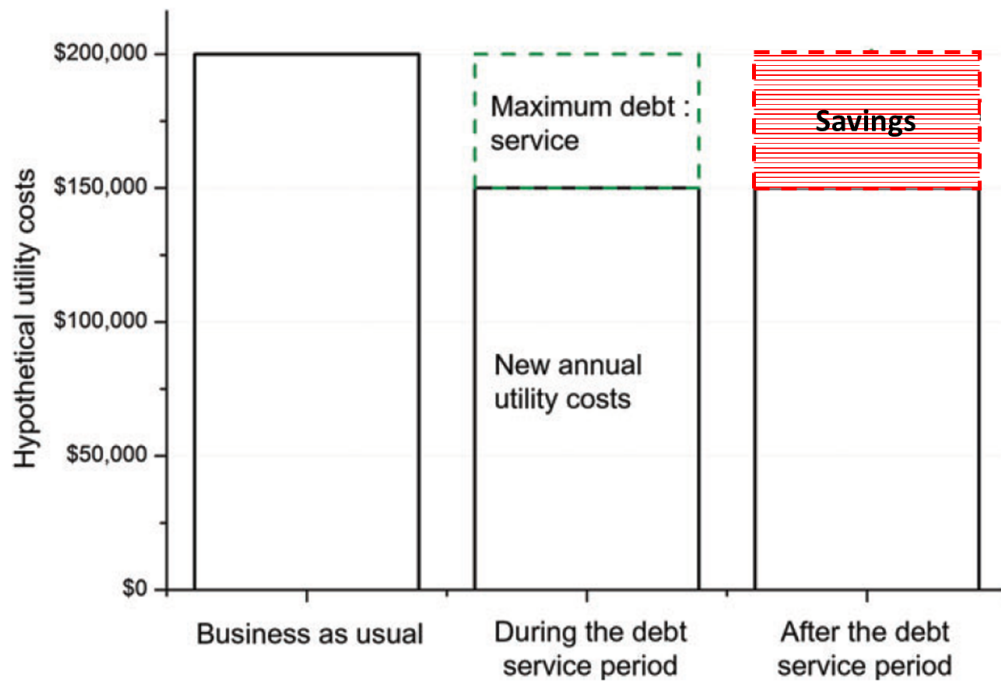 Hypothetical utility costs
$200,000
$150,000
$100,000
$50,000
$0
Maximum debt :
service
Savings
New annual
utility costs
Business as usual
During the debt
service period
After the debt
service period